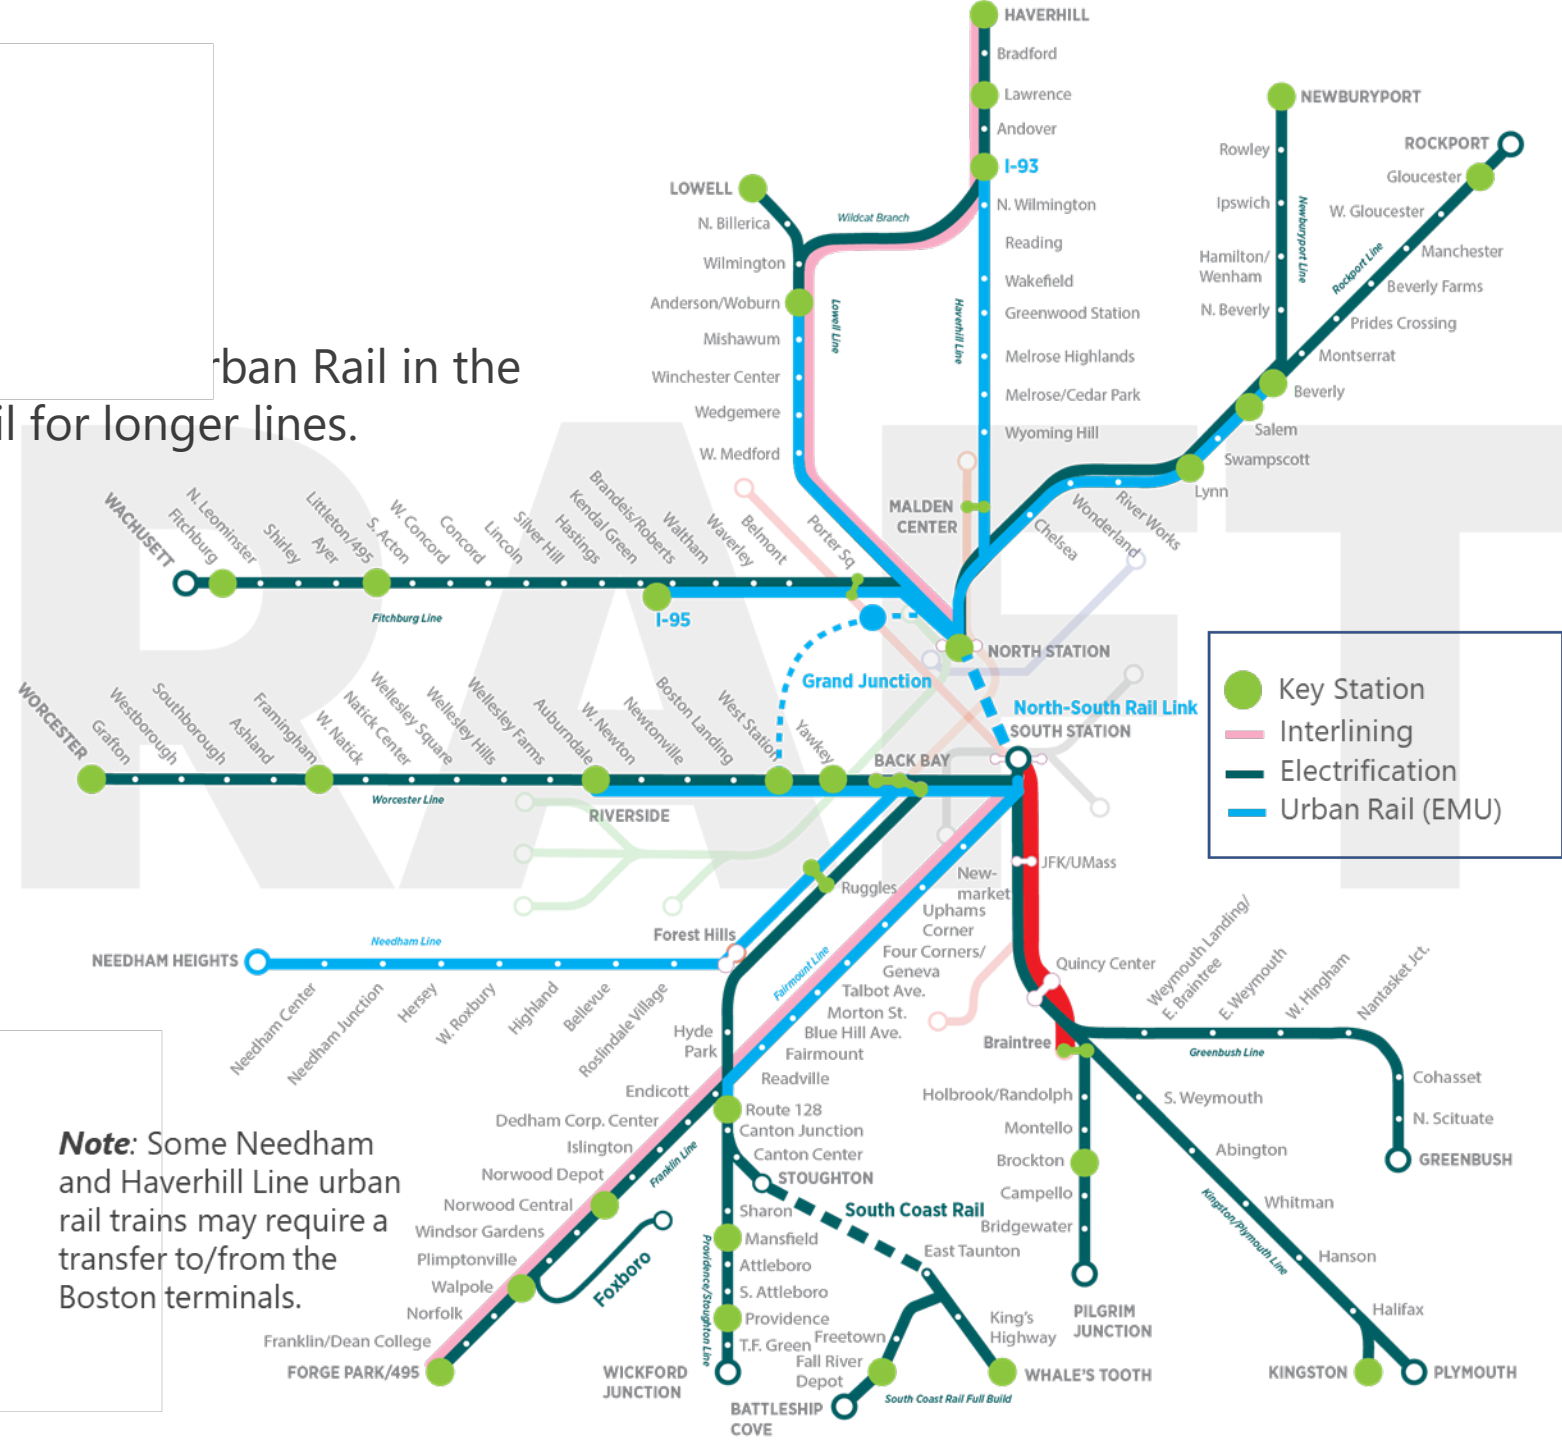 HAVERHILL
Bradford
Lawrence
Andover
I-93
N. Wilmington
Reading
Wakefield
Greenwood Station
Melrose Highlands
Melrose/Cedar Park
Wyoming Hill
MALDEN
CENTER
Haverhill Line
NEWBURYPORT
Rowley
Ipswich
Hamilton/
Wenham
N. Beverly
Newburyport Line
ROCKPORT
Gloucester
W. Gloucester
Manchester
Beverly Farms
Prides Crossing
Montserrat
Rockport Line
Beverly
Salem
Swampscott
Lynn
River Works
Wonderland
Chelsea
LOWELL
N. Billerica
Wilmington
Anderson/Woburn
Mishawum
Winchester Center
Wedgemere
W. Medford
Wildcat Branch
Lowell Line
rban Rail in the
il for longer lines.
DRAFT
WACHUSETT
N. Leominster
Fitchburg
Shirley
Ayer
Littleton/495
S. Acton
W. Concord
Concord
Lincoln
Silver Hill
Hastings
Kendal Green
Brandeis/Roberts
Waltham
Waverley
Belmont
Porter Sq
Fitchburg Line
I-95
Grand Junction
NORTH STATION
North-South Rail Link
SOUTH STATION
Key Station
Interlining
Electrification
Urban Rail (EMU)
WORCESTER
Grafton
Westborough
Southborough
Ashland
Framingham
W. Natick
Natick Center
Wellesley Square
Wellesley Hills
Wellesley Farms
Auburndale
W. Newton
Newtonville
Boston Landing
West Station
Yawkey
BACK BAY
Worcester Line
RIVERSIDE
Ruggles
Forest Hills
NEEDHAM HEIGHTS
Needham Line
Needham Center
Needham Junction
Hersey
W. Roxbury
Highland
Bellevue
Roslindale Village
New-
market
Uphams
Corner
Four Corners/
Geneva
Talbot Ave.
Morton St.
Blue Hill Ave.
Fairmount
Readville
Fairmount Line
JFK/UMass
Quincy Center
Braintree
Weymouth Landing/
E. Braintree
E. Weymouth
W. Hingham
Nantasket Jct.
Greenbush Line
Cohasset
N. Scituate
GREENBUSH
Holbrook/Randolph
Montello
Brockton
Campello
Bridgewater
PILGRIM
JUNCTION
S. Weymouth
Abington
Whitman
Hanson
Halifax
Kingston/Plymouth Line
KINGSTON
PLYMOUTH
Hyde
Park
Endicott
Dedham Corp. Center
Islington
Norwood Depot
Norwood Central
Windsor Gardens
Plimptonville
Walpole
Norfolk
Franklin/Dean College
FORGE PARK/495
Franklin Line
Foxboro
Route 128
Canton Junction
Canton Center
STOUGHTON
Sharon
Mansfield
Attleboro
S. Attleboro
Providence
T.F. Green
WICKFORD
JUNCTION
Providence/Stoughton Line
South Coast Rail
East Taunton
Freetown
Fall River
Depot
BATTLESHIP
COVE
King's
Highway
WHALE'S TOOTH
South Coast Rail Full Build
Note: Some Needham
and Haverhill Line urban
rail trains may require a
transfer to/from the
Boston terminals.